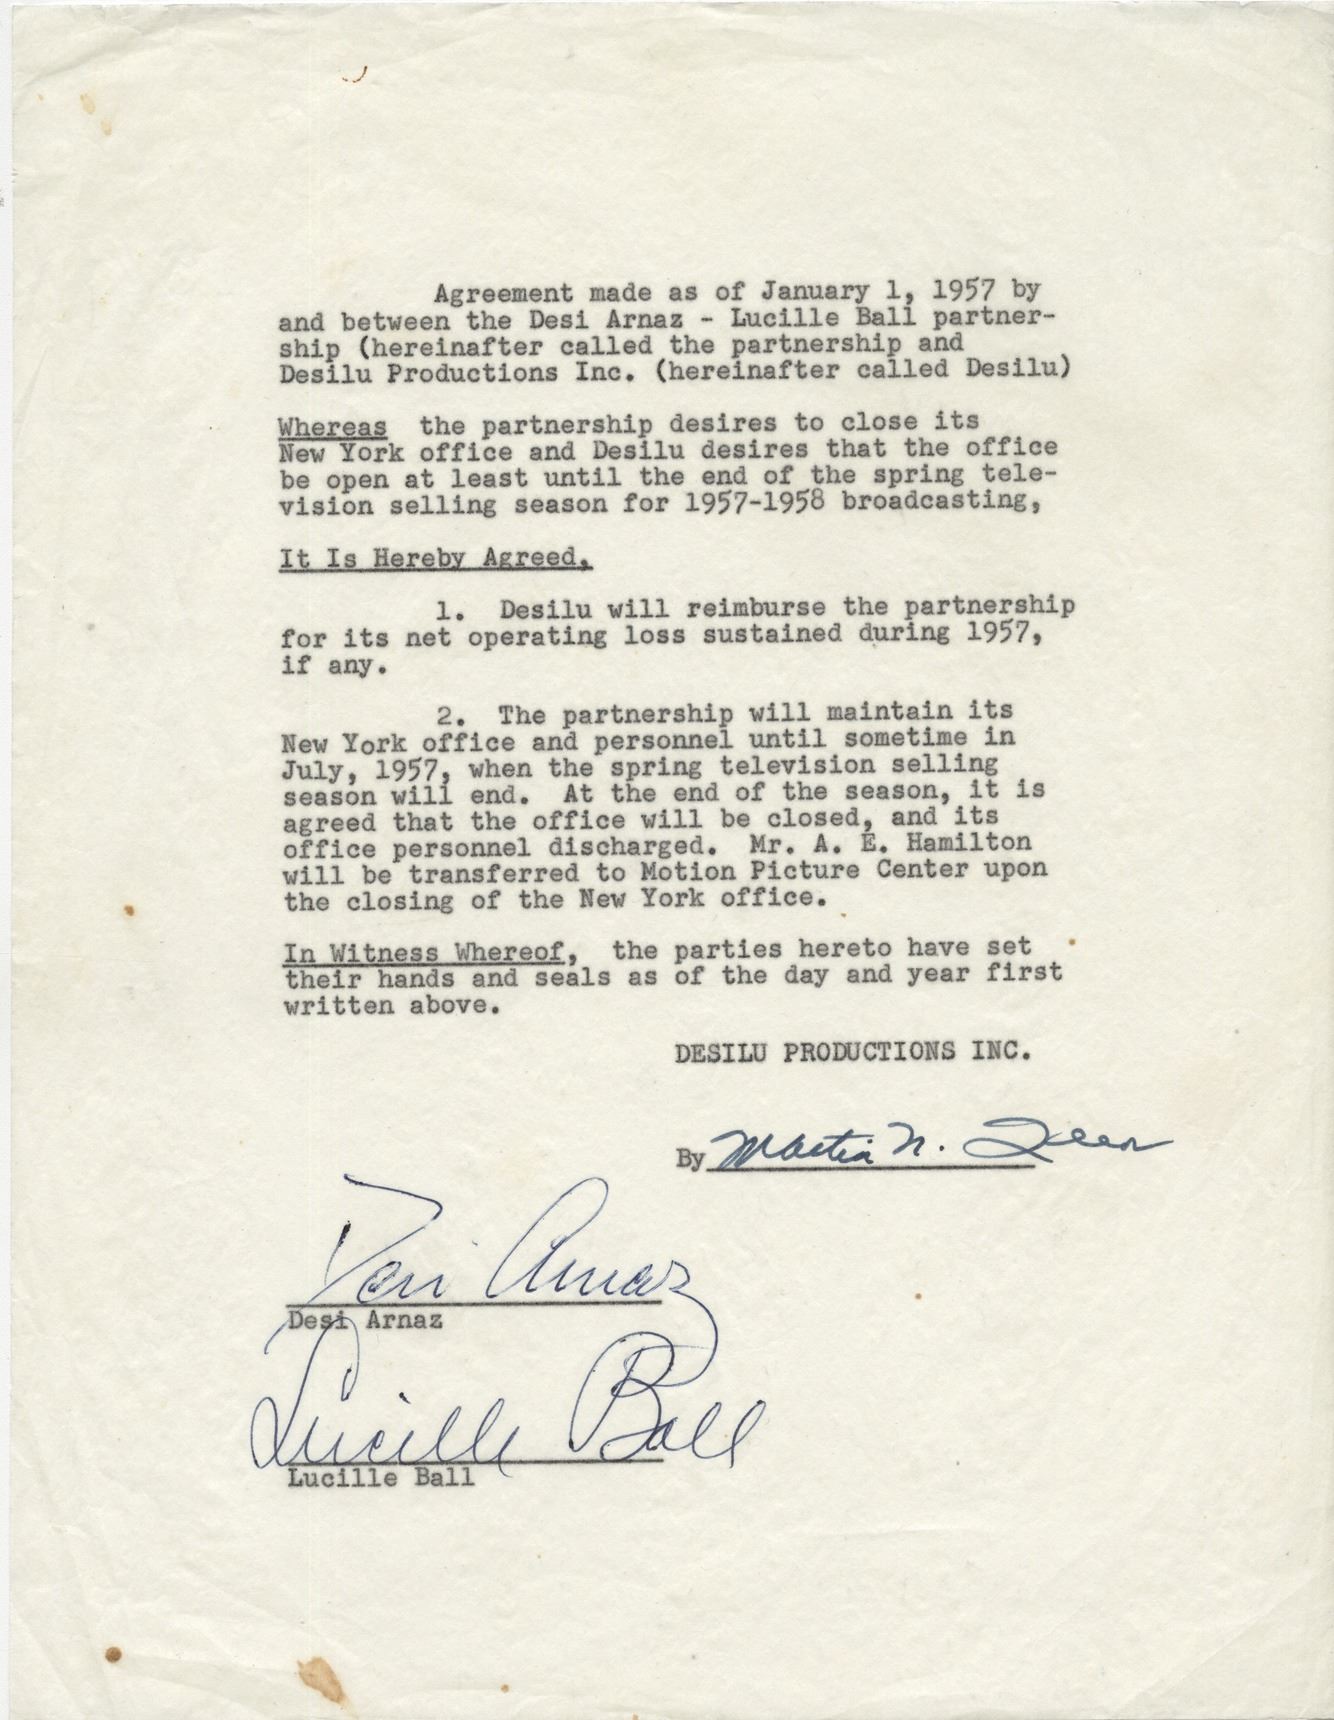 Agreement made as of January 1, 1957 by
and between the Desi Arnaz - Lucille Ball partner-
ship (hereinafter called the partnership and
Desilu Productions Inc. (hereinafter called Desilu)
Whereas the partnership desires to close its
New York office and Desilu desires that the office
be open at least until the end of the spring tele-
vision selling season for 1957-1958 broadcasting,
It Is Hereby Agreed.
1. Desilu will reimburse the partnership
for its net operating loss sustained during 1957,
if any.
2. The partnership will maintain its
New York office and personnel until sometime in
July, 1957, when the spring television selling
season will end. At the end of the season, it is
agreed that the office will be closed, and its
office personnel discharged. Mr. A. E. Hamilton
will be transferred to Motion Picture Center upon
the closing of the New York office.
In Witness Whereof, the parties hereto have set
their hands and seals as of the day and year first
written above.
DESILU PRODUCTIONS INC.
By Martin N.
Desi Arnaz
Desi Arnaz
Lucille Ball
Lucille Ball